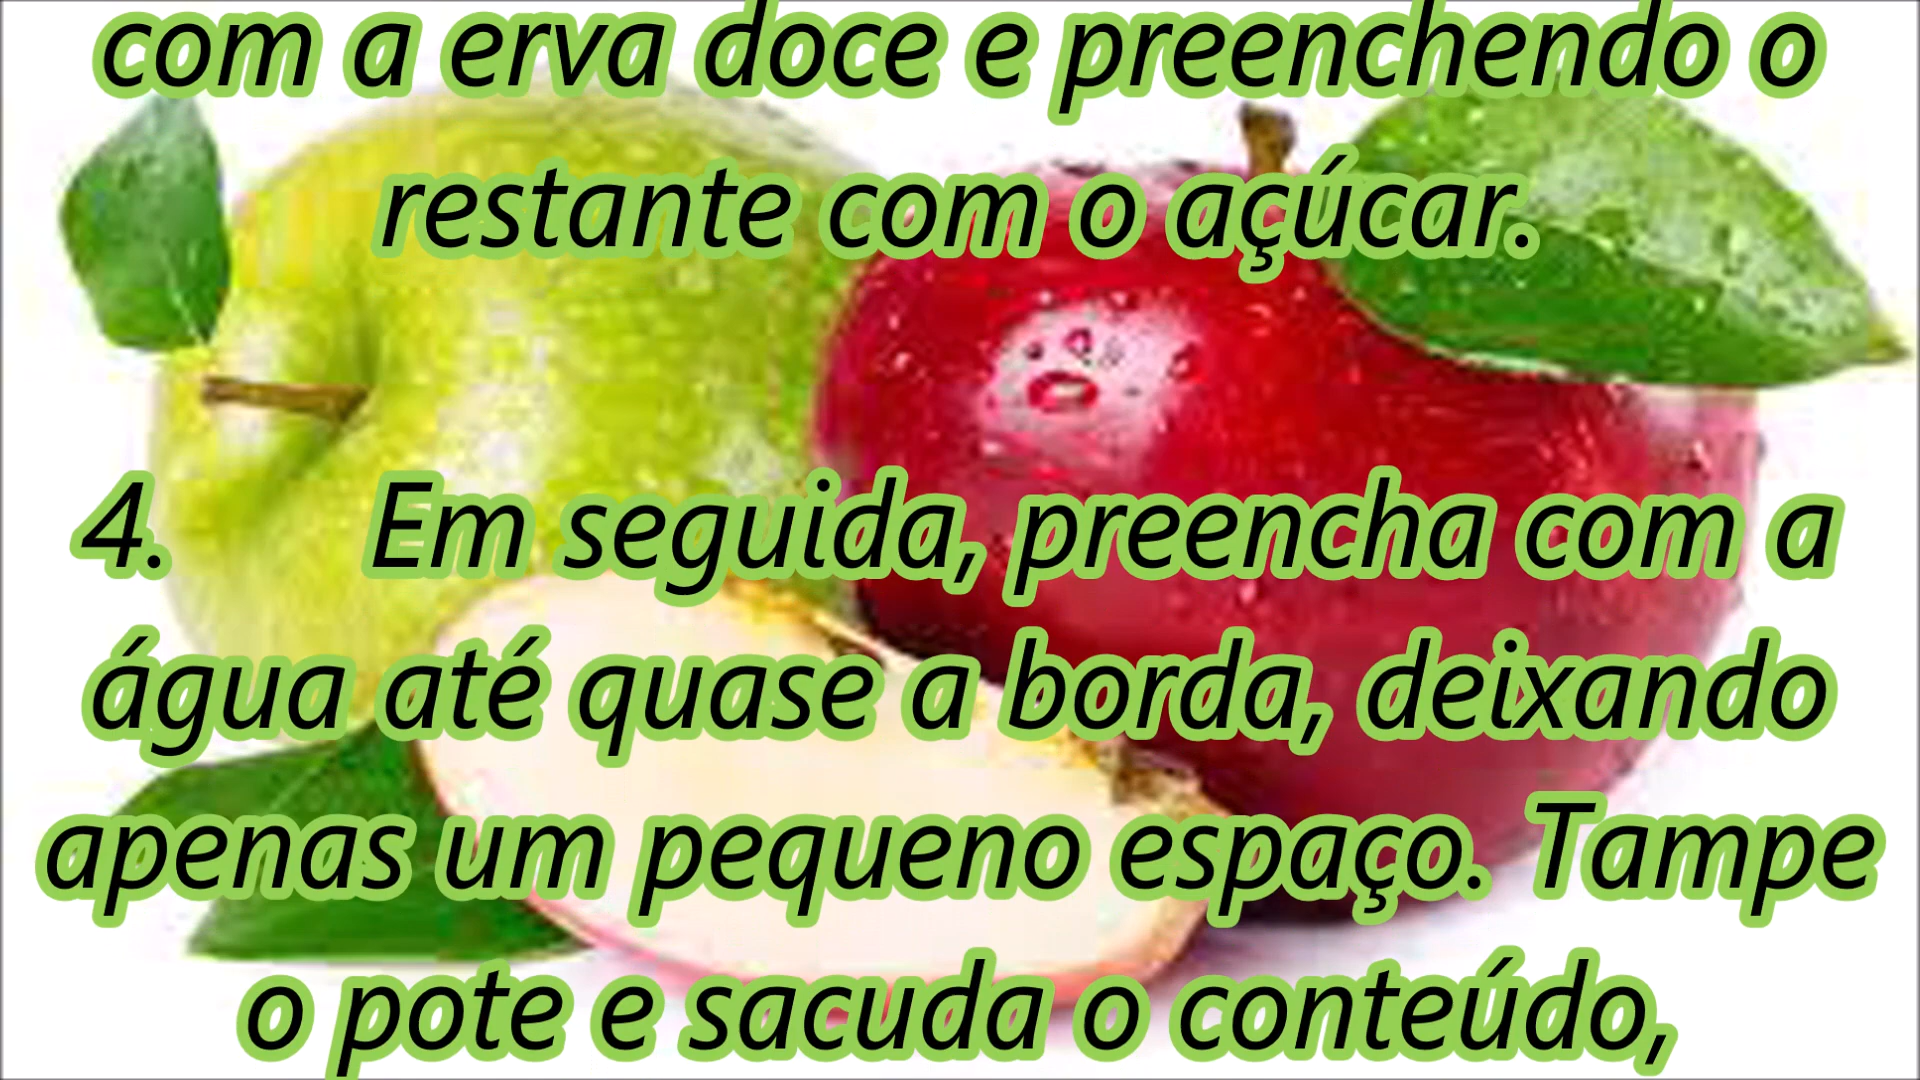 com a erva doce e preenchendo o
restante com o açúcar.
4. Em seguida, preencha com a
água até quase a borda, deixando
apenas um pequeno espaço. Tampe
o pote e sacuda o conteúdo,